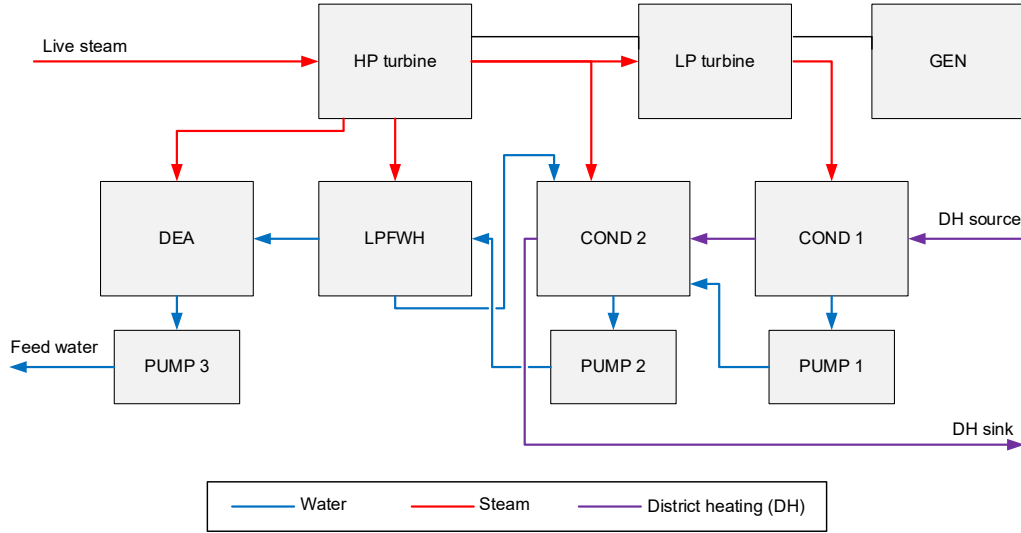 Live steam
HP turbine
LP turbine
GEN
DEA
LPFWH
COND 2
COND 1
DH source
Feed water
PUMP 3
PUMP 2
PUMP 1
DH sink
Water
Steam
District heating (DH)